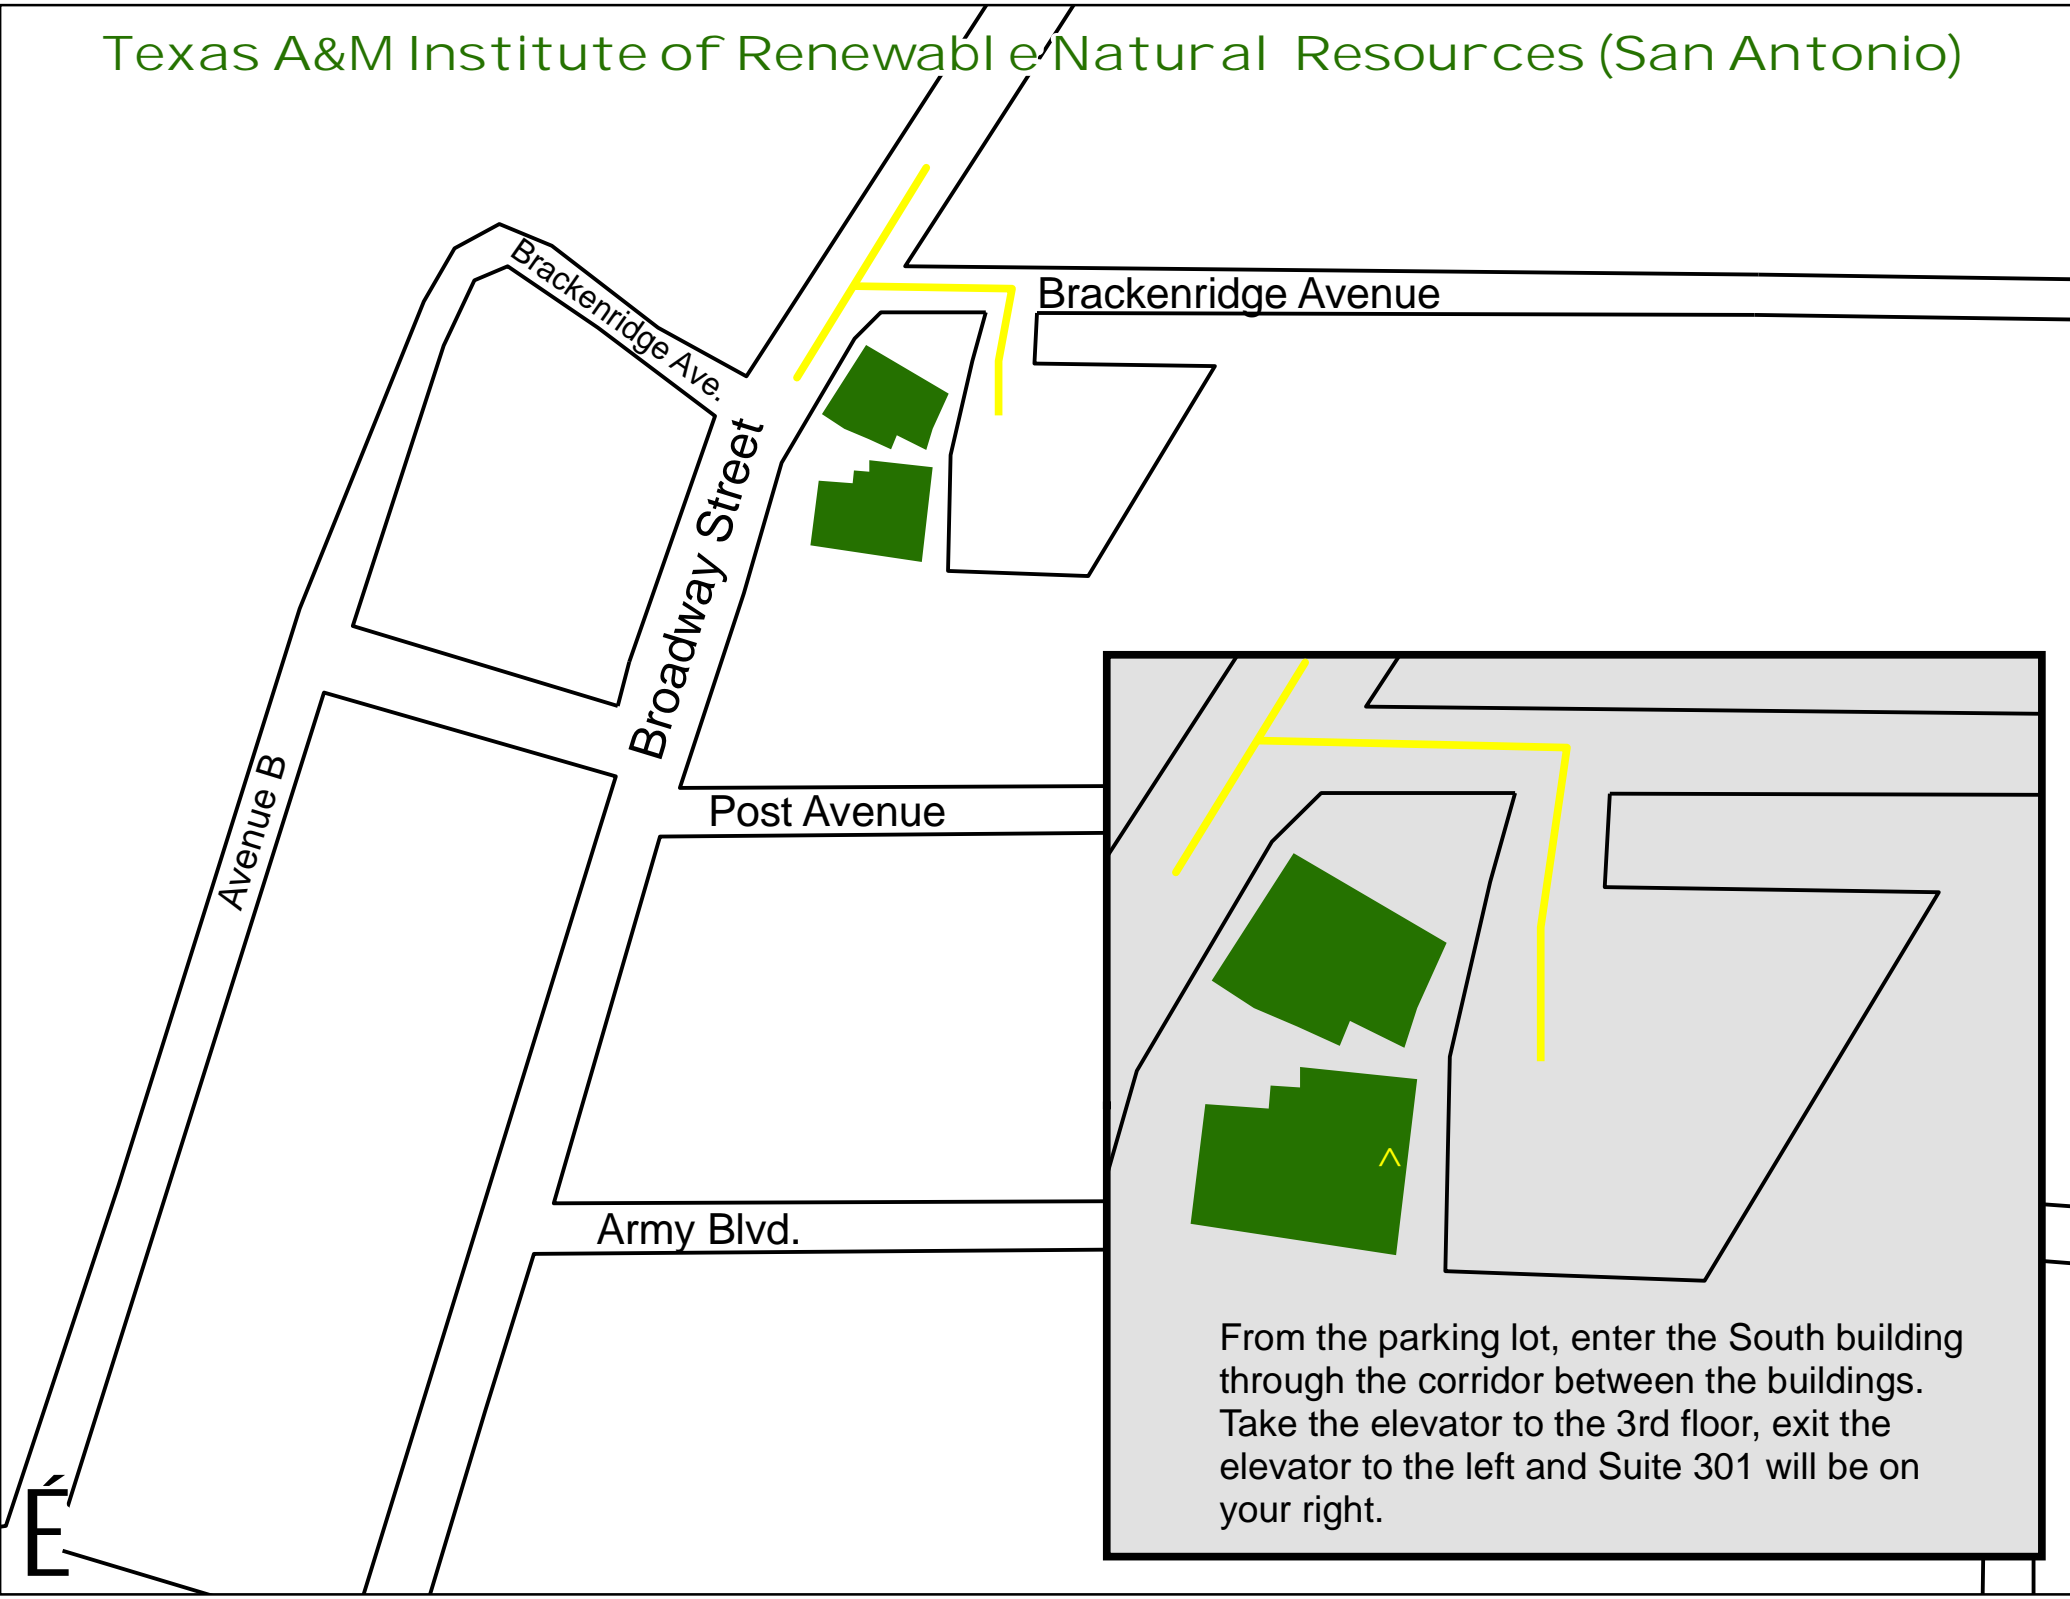 Texas A&M Institute of Renewable Natural Resources (San Antonio)
Brackenridge Ave.
Brackenridge Avenue
Broadway Street
Avenue B
Post Avenue
Army Blvd.
^
From the parking lot, enter the South building
through the corridor between the buildings.
Take the elevator to the 3rd floor, exit the
elevator to the left and Suite 301 will be on
your right.
É